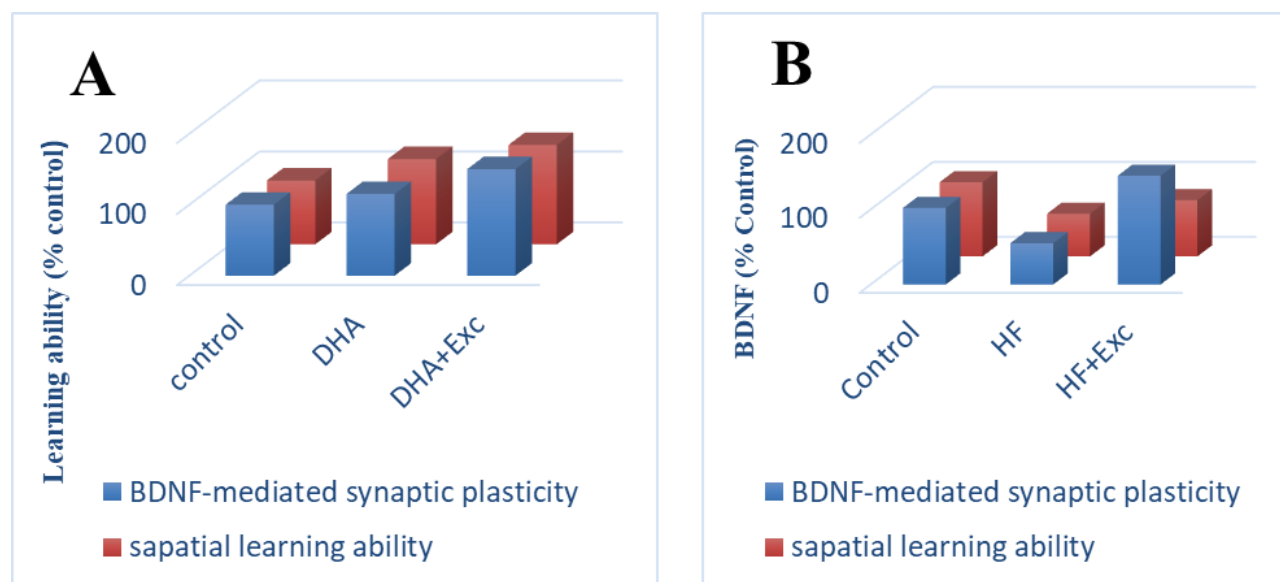 A
Learning ability (% control)
200
100
0
control
DHA
DHA+Exc
BDNF-mediated synaptic plasticity
sapatial learning ability
B
BDNF (% Control)
200
100
0
Control
HF
HF+Exc
BDNF-mediated synaptic plasticity
sapatial learning ability